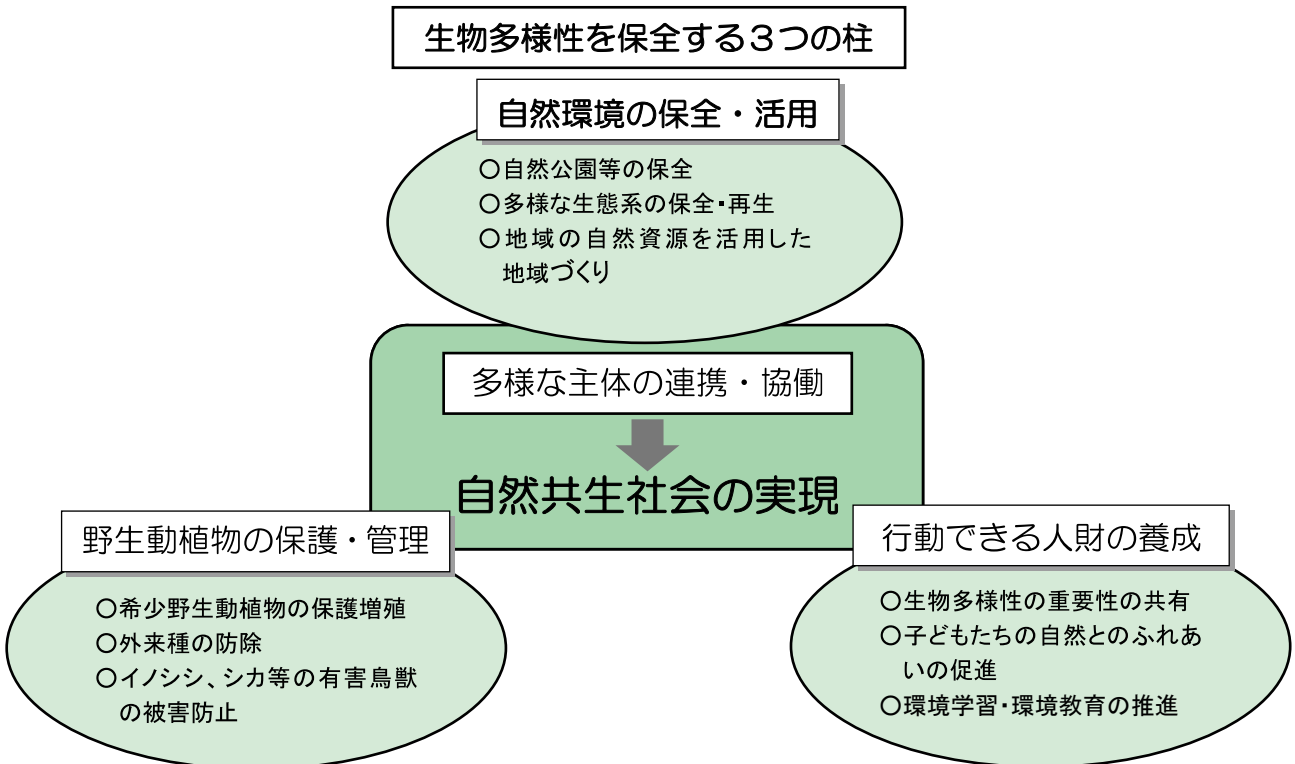 生物多様性を保全する３つの柱
自然環境の保全・活用
○自然公園等の保全
○多様な生態系の保全・再生
○地域の自然資源を活用した
地域づくり
多様な主体の連携・協働
自然共生社会の実現
野生動植物の保護・管理
○希少野生動植物の保護増殖
○外来種の防除
○イノシシ、シカ等の有害鳥獣
の被害防止
行動できる人財の養成
○生物多様性の重要性の共有
○子どもたちの自然とのふれあ
いの促進
○環境学習・環境教育の推進